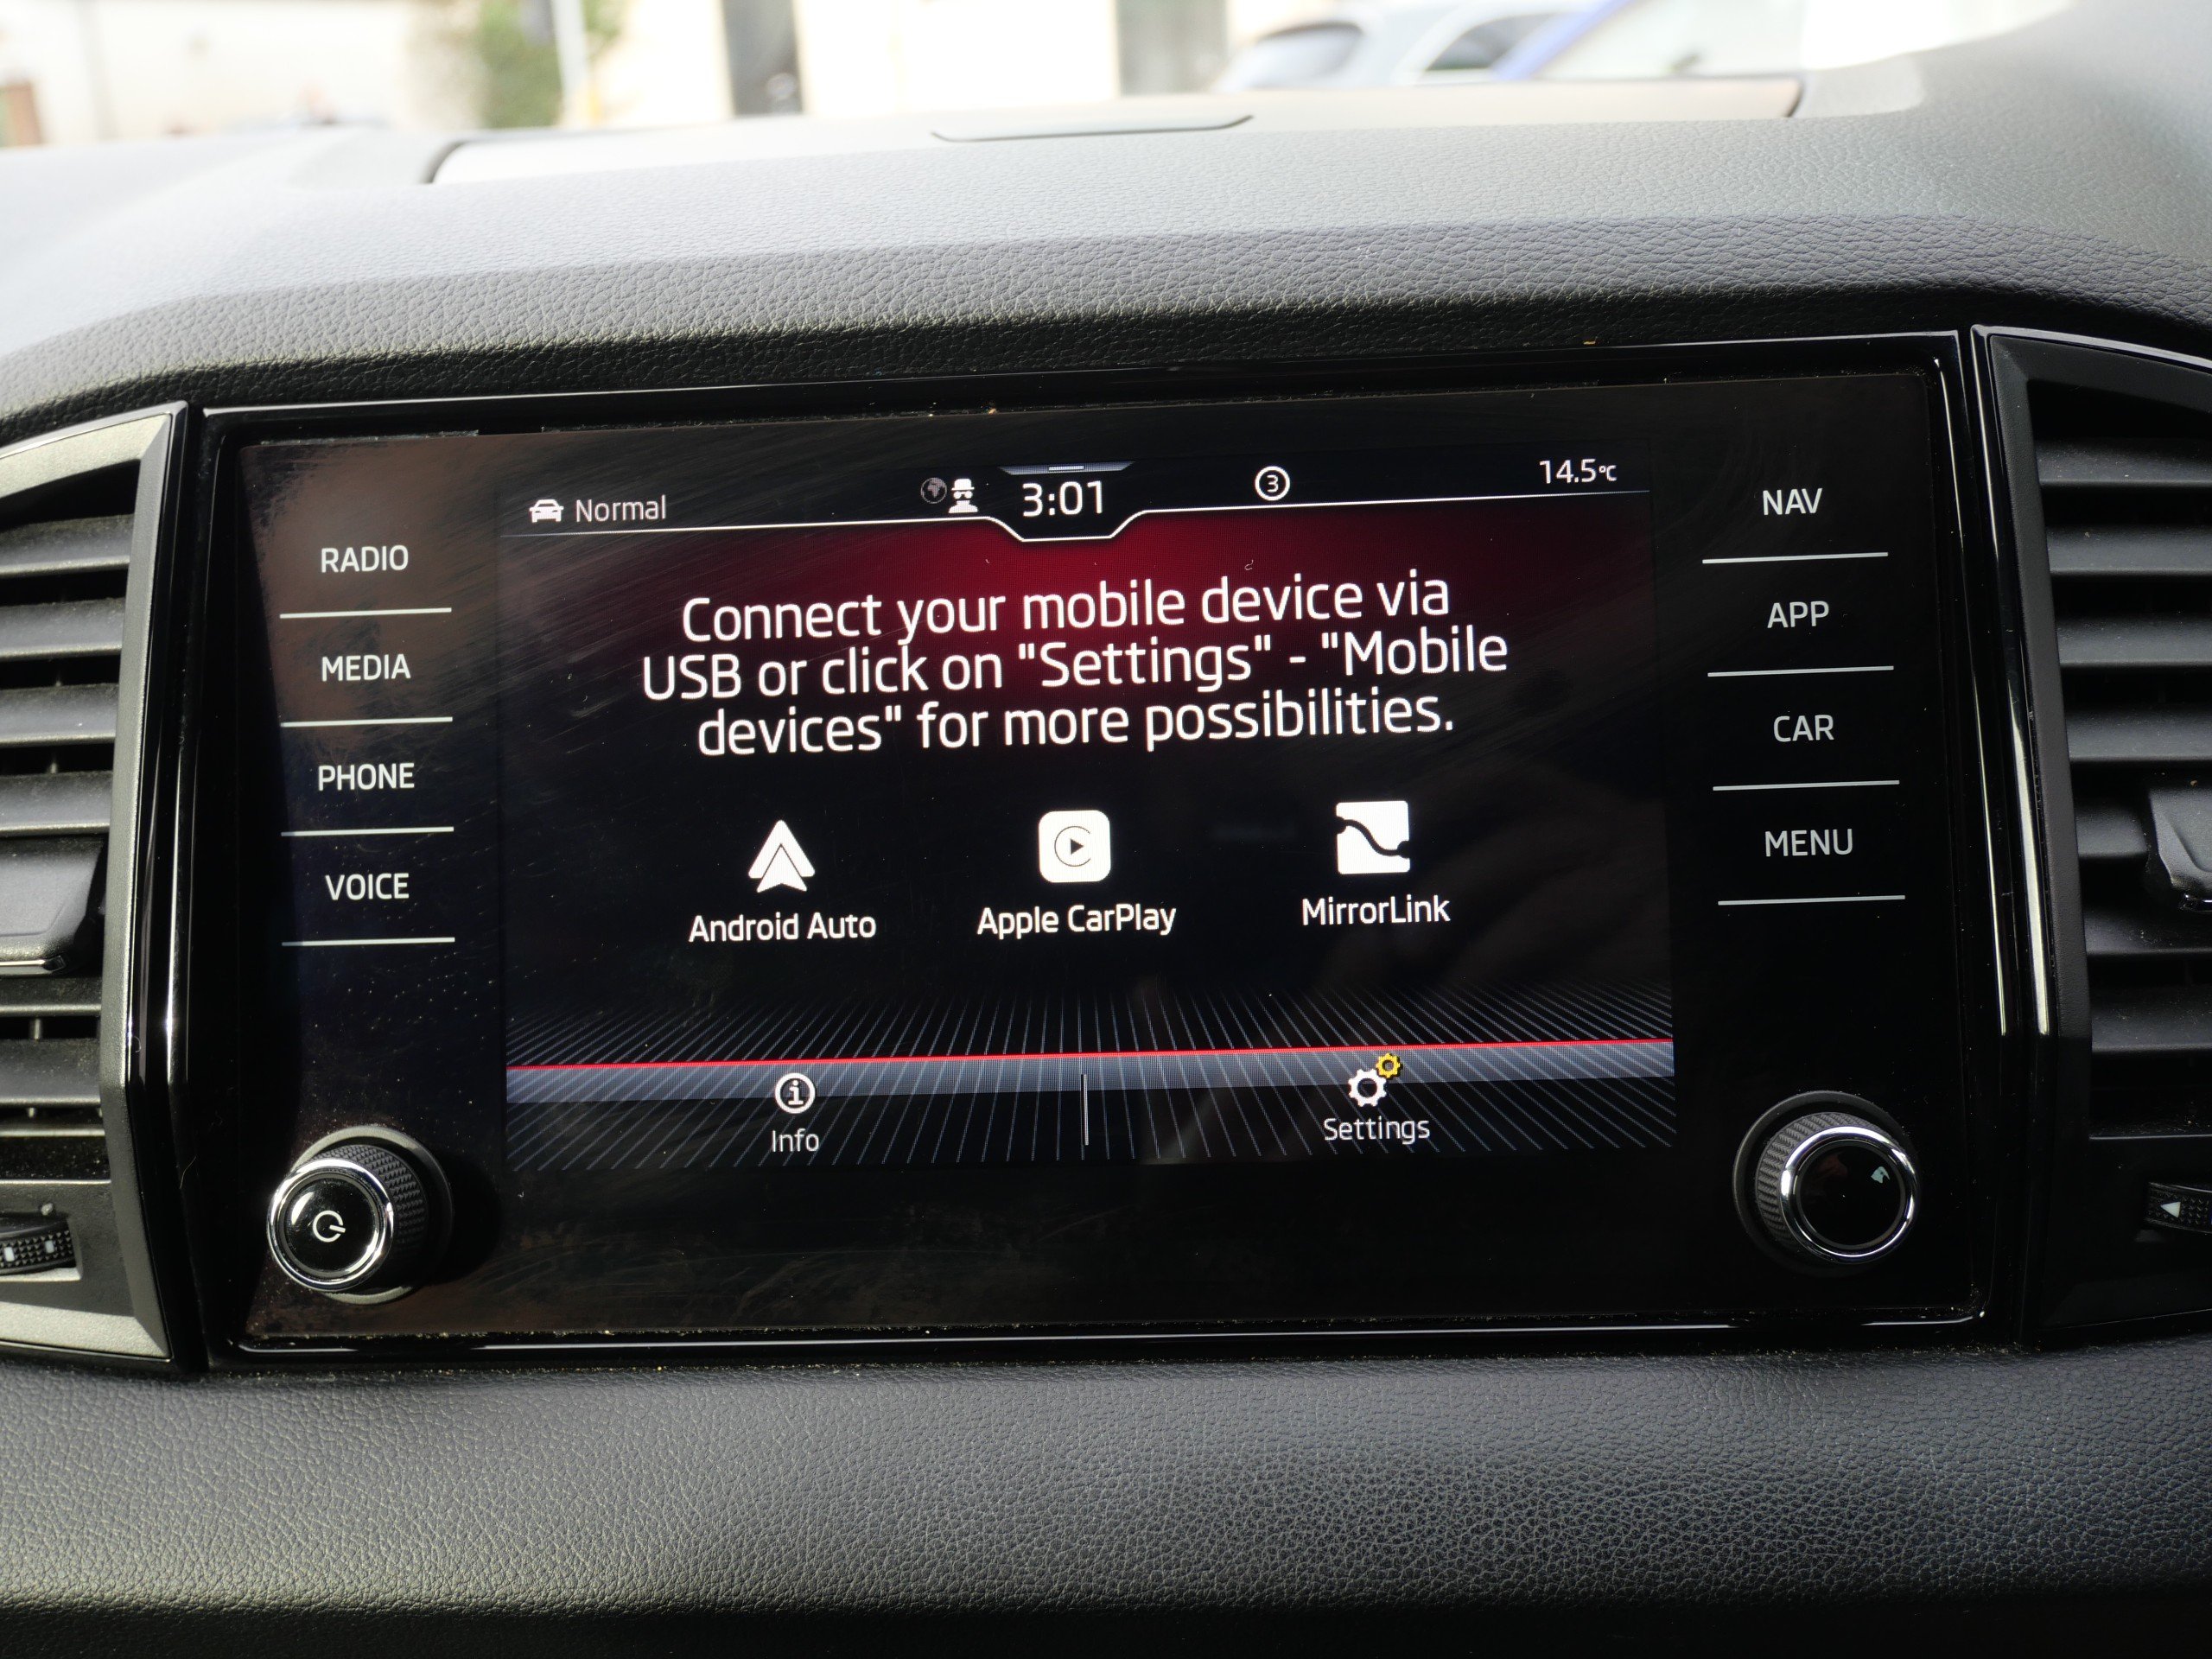 Normal
3:01
3
14.5°C
RADIO
MEDIA
PHONE
VOICE
Connect your mobile device via
USB or click on "Settings" - "Mobile
devices" for more possibilities.
Android Auto
Apple CarPlay
MirrorLink
Info
Settings
NAV
APP
CAR
MENU